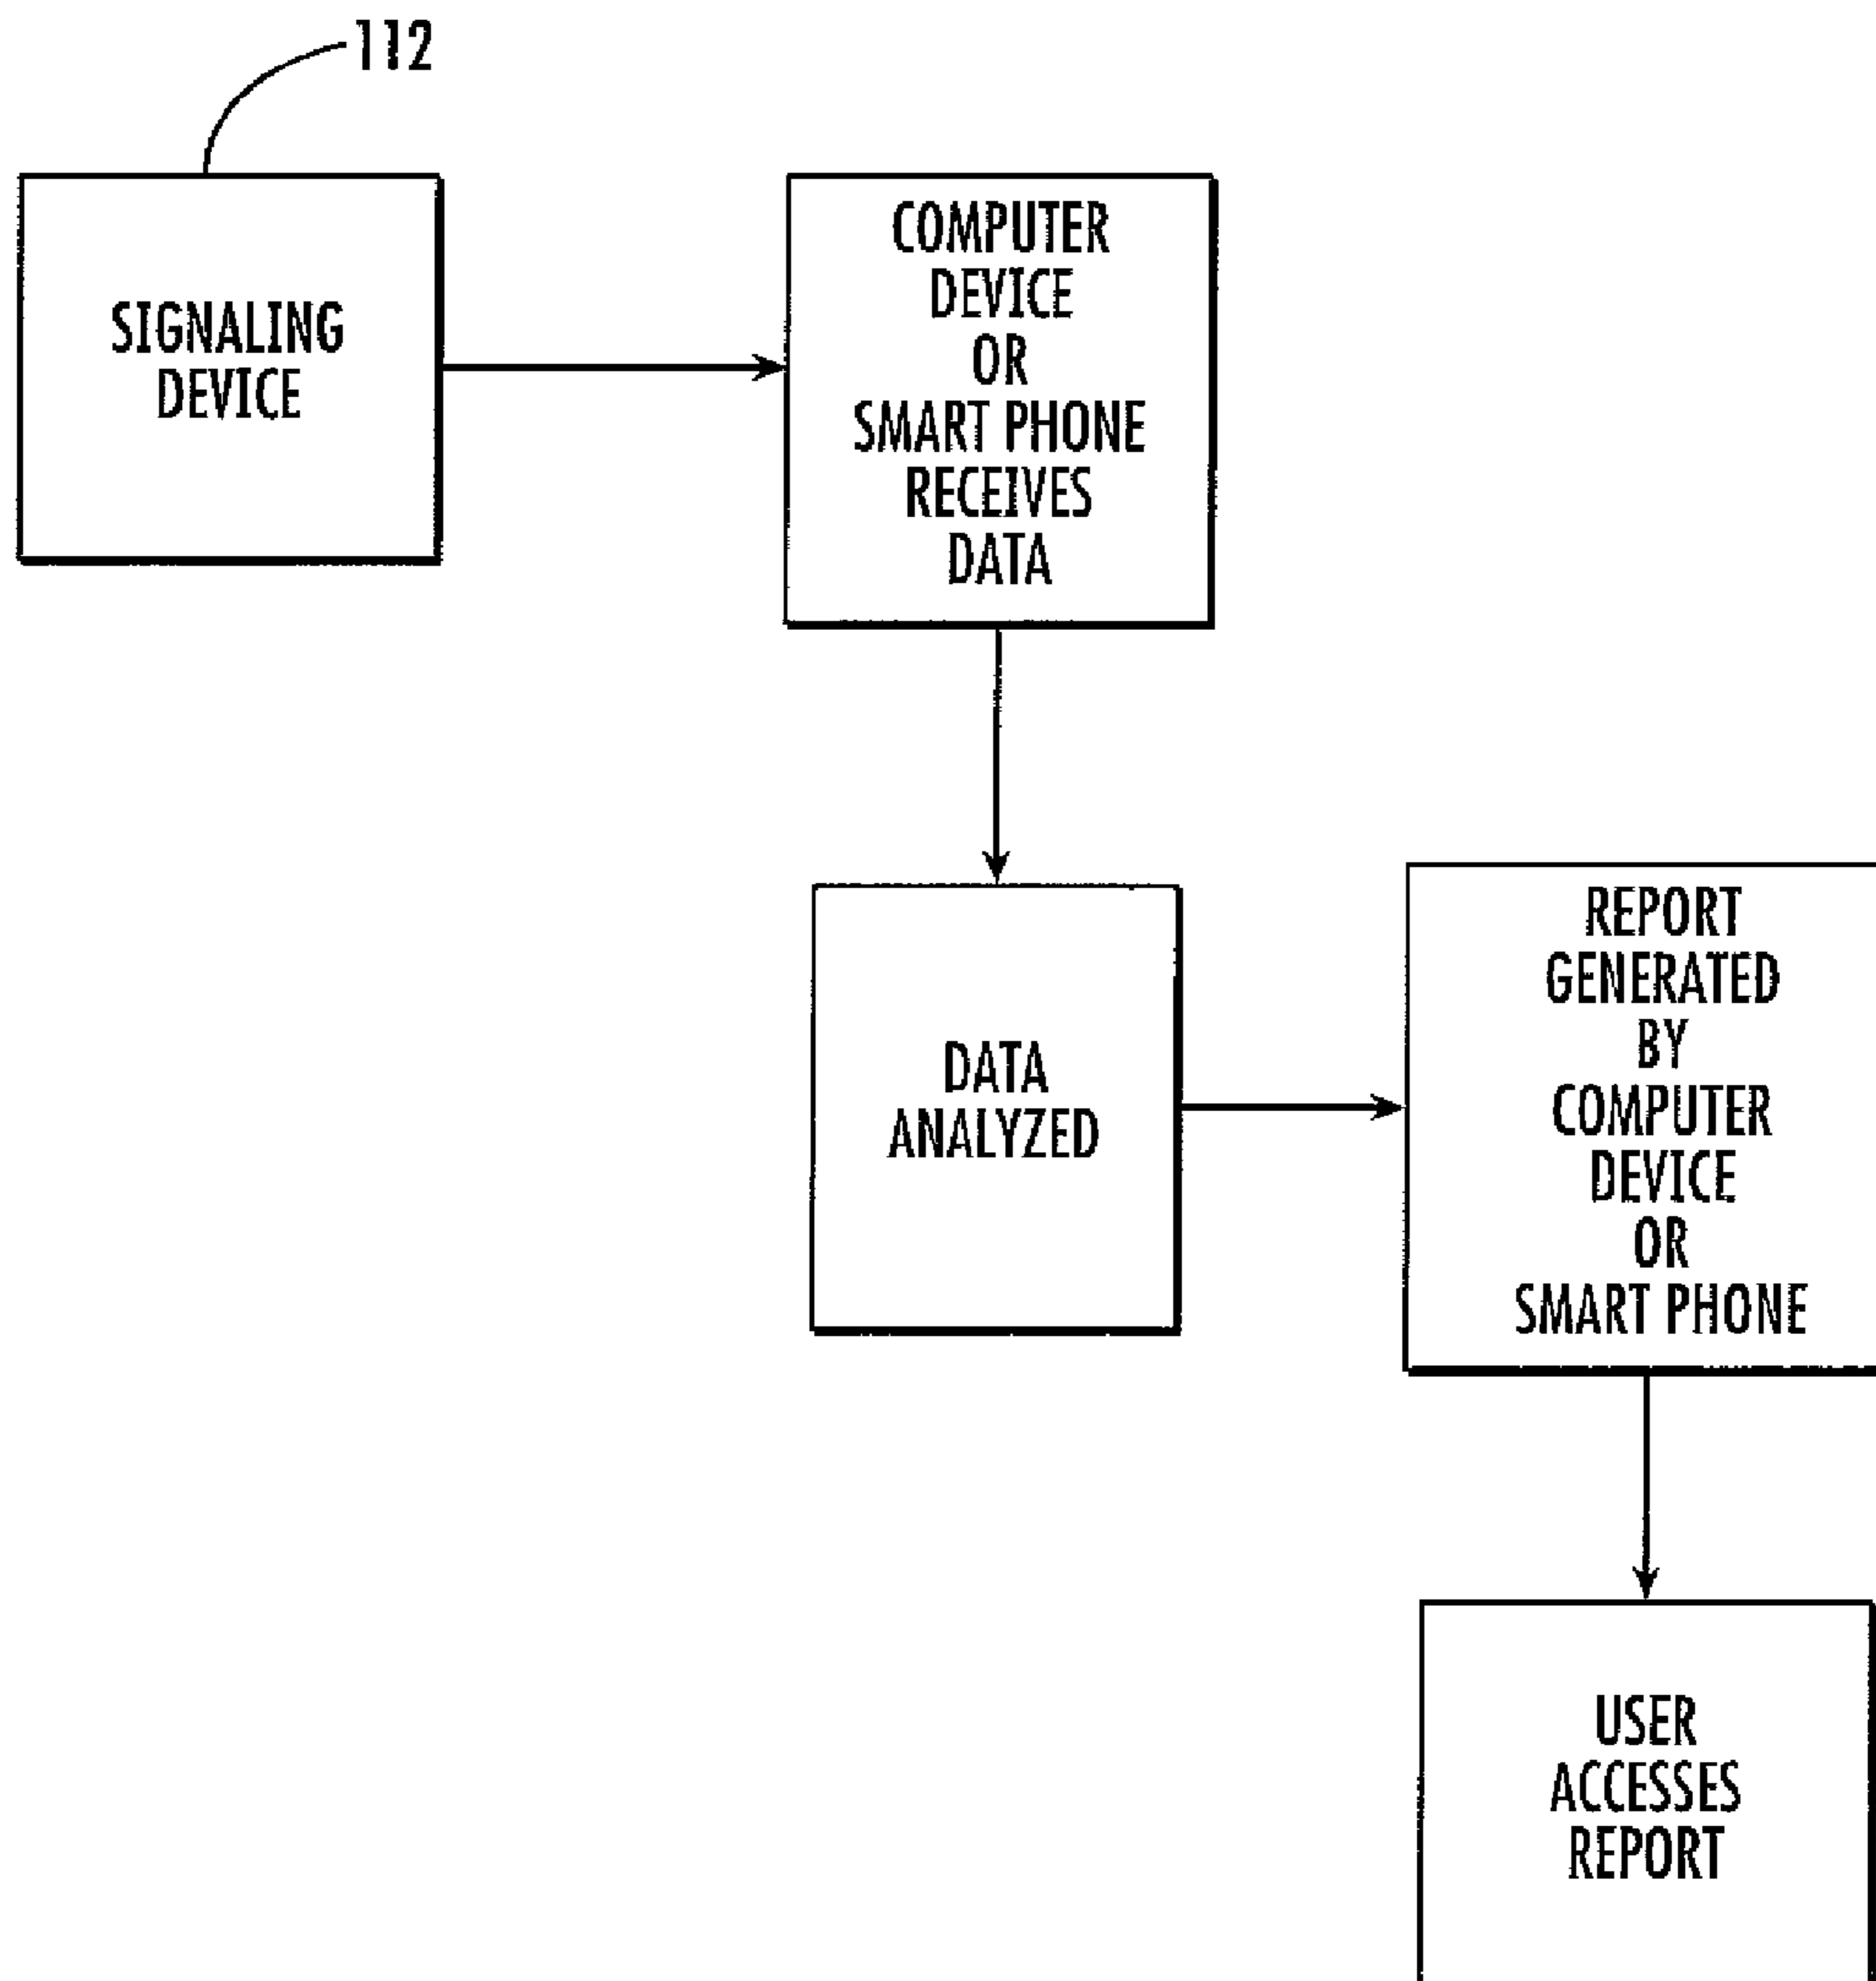 112
SIGNALING
DEVICE
COMPUTER
DEVICE
OR
SMART PHONE
RECEIVES
DATA
DATA
ANALYZED
REPORT
GENERATED
BY
COMPUTER
DEVICE
OR
SMART PHONE
USER
ACCESSES
REPORT